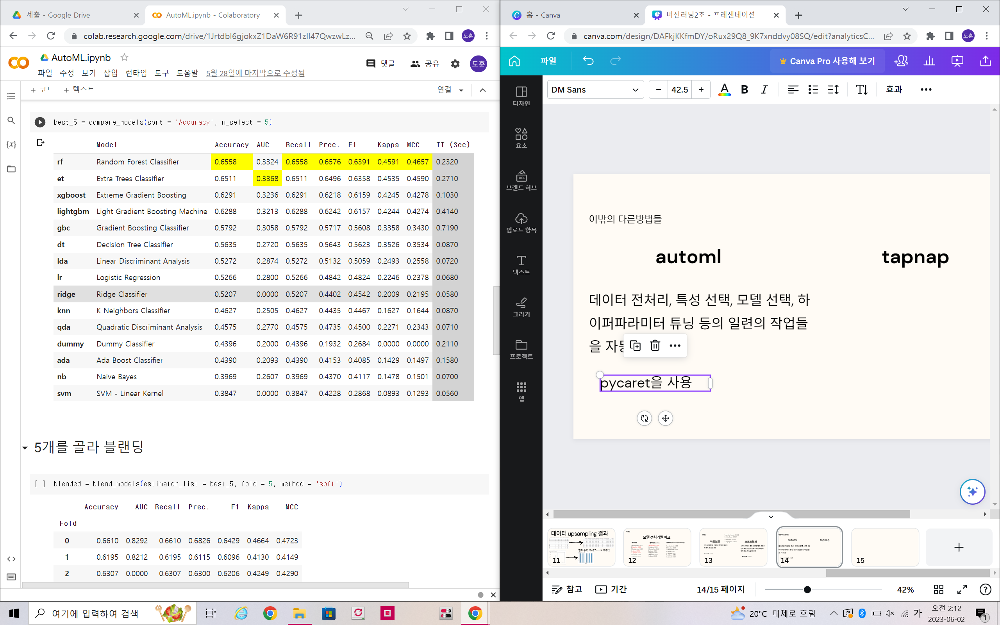 제출 - Google Drive
AutoML.ipynb - Colaboratory
colab.research.google.com/drive/1JrtdbI6gjokxZ1DaW6R91zlI47QwzwLz...
도훈
AutoML.ipynb
댓글
공유
도훈
파일 수정 보기 삽입 런타임 도구 도움말 5월 28일에 마지막으로 수정됨
+ 코드 + 텍스트
연결
best_5 = compare_models(sort = 'Accuracy', n_select = 5)
Model Accuracy AUC Recall Prec. F1 Kappa MCC TT (Sec)
rf Random Forest Classifier 0.6558 0.3324 0.6558 0.6576 0.6391 0.4591 0.4657 0.2320
et Extra Trees Classifier 0.6511 0.3368 0.6511 0.6496 0.6358 0.4535 0.4590 0.2710
xgboost Extreme Gradient Boosting 0.6291 0.3236 0.6291 0.6218 0.6159 0.4245 0.4278 0.1030
lightgbm Light Gradient Boosting Machine 0.6288 0.3213 0.6288 0.6242 0.6157 0.4244 0.4274 0.4140
gbc Gradient Boosting Classifier 0.5792 0.3058 0.5792 0.5717 0.5608 0.3358 0.3430 0.7190
dt Decision Tree Classifier 0.5635 0.2720 0.5635 0.5643 0.5623 0.3526 0.3534 0.0870
lda Linear Discriminant Analysis 0.5272 0.2874 0.5272 0.5132 0.5059 0.2493 0.2558 0.0720
lr Logistic Regression 0.5266 0.2800 0.5266 0.4842 0.4824 0.2246 0.2378 0.0680
ridge Ridge Classifier 0.5207 0.0000 0.5207 0.4402 0.4542 0.2009 0.2195 0.0580
knn K Neighbors Classifier 0.4627 0.2505 0.4627 0.4435 0.4467 0.1627 0.1644 0.0870
qda Quadratic Discriminant Analysis 0.4575 0.2770 0.4575 0.4735 0.4500 0.2271 0.2343 0.0710
dummy Dummy Classifier 0.4396 0.2000 0.4396 0.1932 0.2684 0.0000 0.0000 0.2110
ada Ada Boost Classifier 0.4390 0.2093 0.4390 0.4153 0.4085 0.1429 0.1497 0.1580
nb Naive Bayes 0.3969 0.2607 0.3969 0.4370 0.4117 0.1478 0.1501 0.0700
svm SVM - Linear Kernel 0.3847 0.0000 0.3847 0.4228 0.2868 0.0893 0.1293 0.0560
5개를 골라 블랜딩
[ ] blended = blend_models(estimator_list = best_5, fold = 5, method = 'soft')
Accuracy AUC Recall Prec. F1 Kappa MCC
Fold
0 0.6610 0.8292 0.6610 0.6826 0.6429 0.4664 0.4723
1 0.6195 0.8212 0.6195 0.6115 0.6096 0.4130 0.4149
2 0.6307 0.0000 0.6307 0.6300 0.6206 0.4249 0.4290
홈 - Canva
머신러닝2조 - 프레젠테이션
canva.com/design/DAFkjKKfmDY/oRux29Q8_9K7xnddvy08SQ/edit?analyticsC...
도훈
파일
Canva Pro 사용해 보기
DM Sans
− 42.5 +
A B I
효과
디자인
요소
브랜드 허브
업로드 항목
텍스트
그리기
프로젝트
앱
이밖의 다른방법들
automl
tapnap
데이터 전처리, 특성 선택, 모델 선택, 하
이퍼파라미터 튜닝 등의 일련의 작업들
을 자동
pycaret을 사용
데이터 upsampling 결과
11
모델 전처리별 비교
12
하드보팅
소프트보팅
13
automl
tapnap
14
15
참고
기간
14/15 페이지
42%
여기에 입력하여 검색
20°C 대체로 흐림
가
오전 2:12
2023-06-02
1